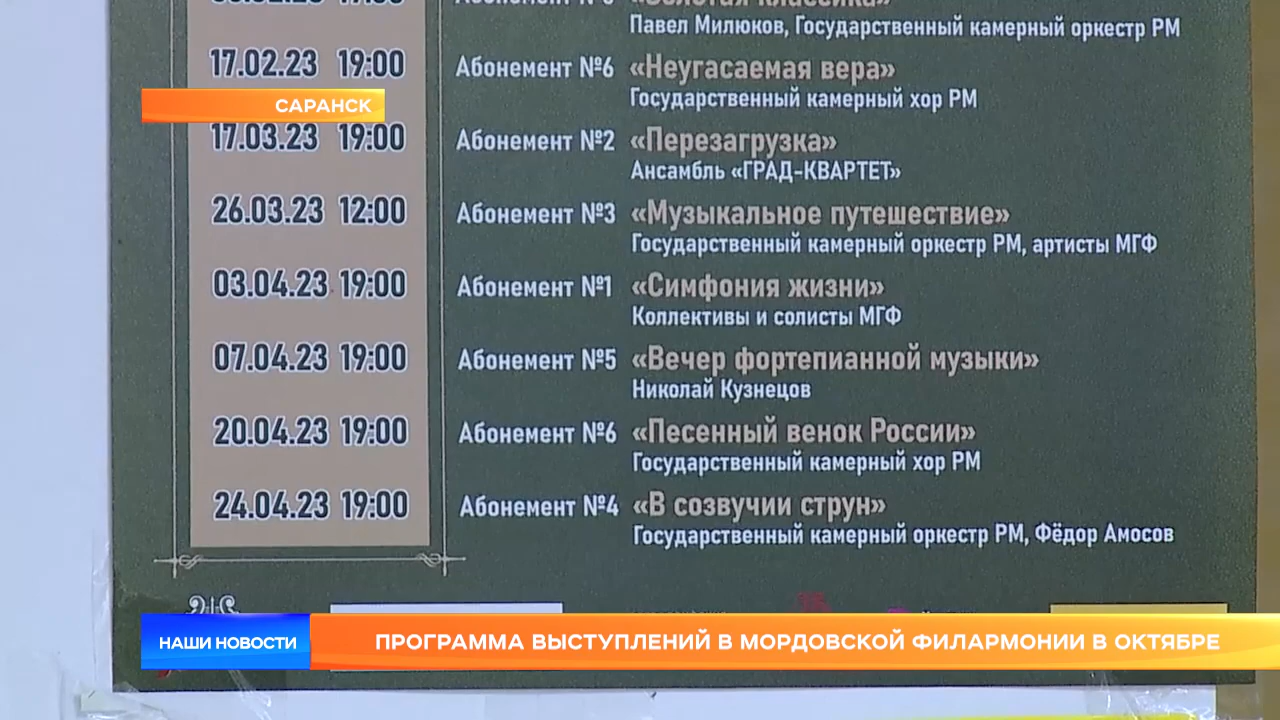 Павел Милюков, Государственный камерный оркестр РМ
17.02.23 19:00 Абонемент №6 «Неугасаемая вера»
Государственный камерный хор РМ
САРАНСК
17.03.23 19:00 Абонемент №2 «Перезагрузка»
Ансамбль «ГРАД-КВАРТЕТ»
26.03.23 12:00 Абонемент №3 «Музыкальное путешествие»
Государственный камерный оркестр РМ, артисты МГФ
03.04.23 19:00 Абонемент №1 «Симфония жизни»
Коллективы и солисты МГФ
07.04.23 19:00 Абонемент №5 «Вечер фортепианной музыки»
Николай Кузнецов
20.04.23 19:00 Абонемент №6 «Песенный венок России»
Государственный камерный хор РМ
24.04.23 19:00 Абонемент №4 «В созвучии струн»
Государственный камерный оркестр РМ, Фёдор Амосов
НАШИ НОВОСТИ ПРОГРАММА ВЫСТУПЛЕНИЙ В МОРДОВСКОЙ ФИЛАРМОНИИ В ОКТЯБРЕ